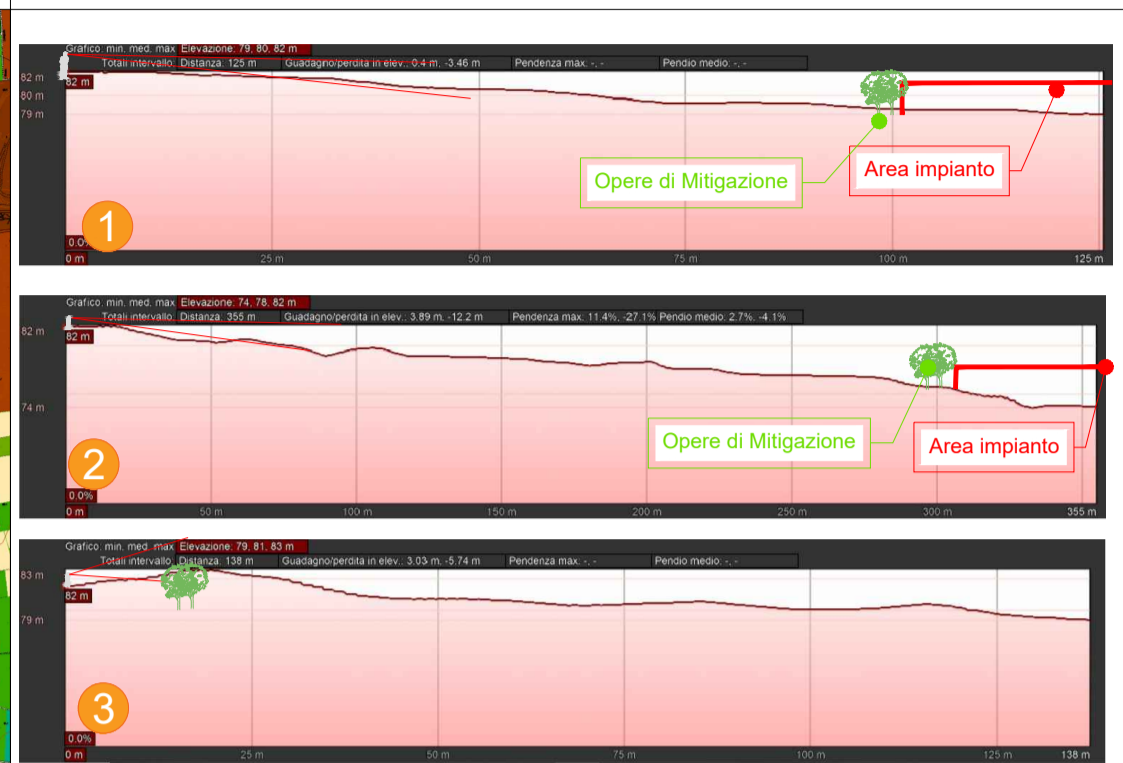 Grafico: min. med. max Elevazione: 79, 80, 82 m
Totali intervallo: Distanza: 125 m Guadagno/perdita in elev.: 0.4 m, -3.46 m Pendenza max: -, - Pendio medio: -, -
82 m
82 m
80 m
79 m
Opere di Mitigazione
Area impianto
1
0 m 25 m 50 m 75 m 100 m 125 m
Grafico: min. med. max Elevazione: 74, 78, 82 m
Totali intervallo: Distanza: 355 m Guadagno/perdita in elev.: 3.89 m, -12.2 m Pendenza max: 11.4%, -27.1% Pendio medio: 2.7%, -4.1%
82 m
82 m
74 m
Opere di Mitigazione
Area impianto
2
0.0%
0 m 50 m 100 m 150 m 200 m 250 m 300 m 355 m
Grafico: min. med. max Elevazione: 79, 81, 83 m
Totali intervallo: Distanza: 138 m Guadagno/perdita in elev.: 3.03 m, -5.74 m Pendenza max: -, - Pendio medio: -, -
83 m
82 m
79 m
3
0.0%
0 m 25 m 50 m 75 m 100 m 125 m 138 m